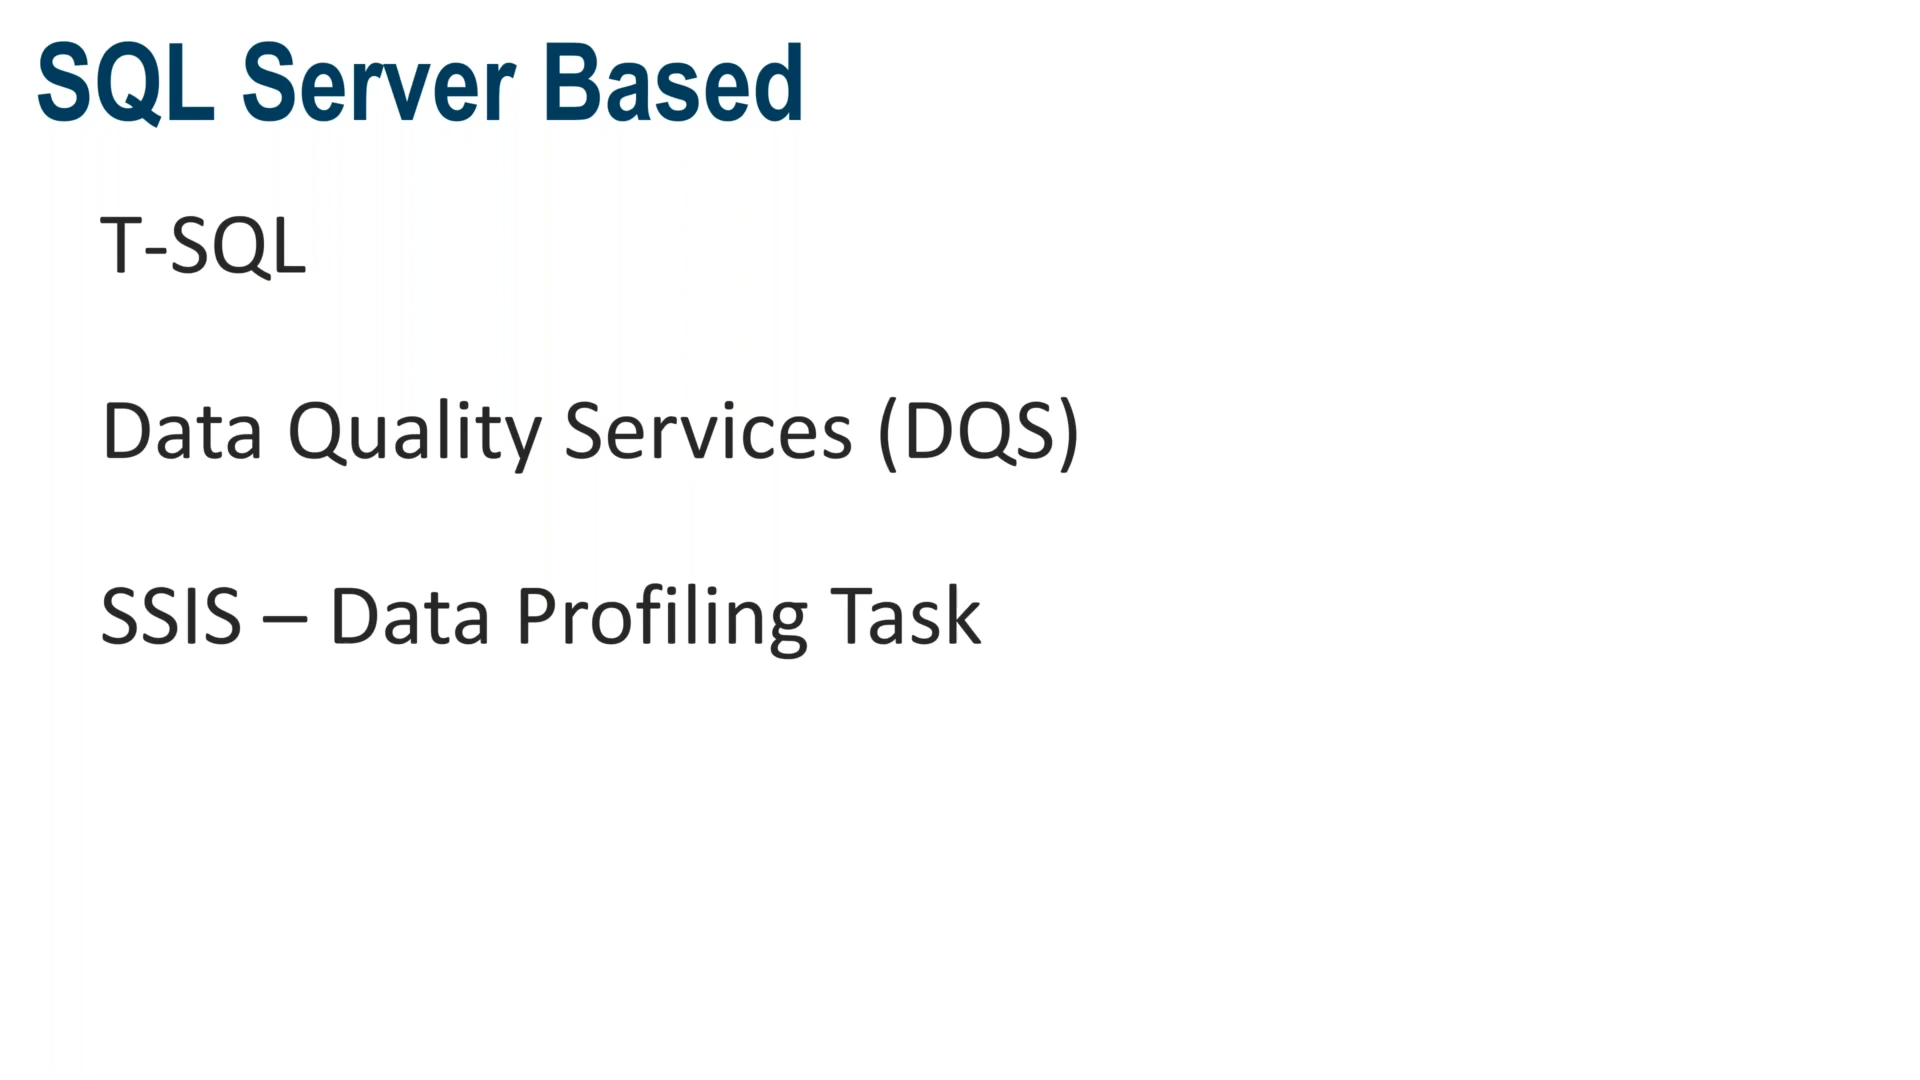 SQL Server Based
T-SQL
Data Quality Services (DQS)
SSIS – Data Profiling Task